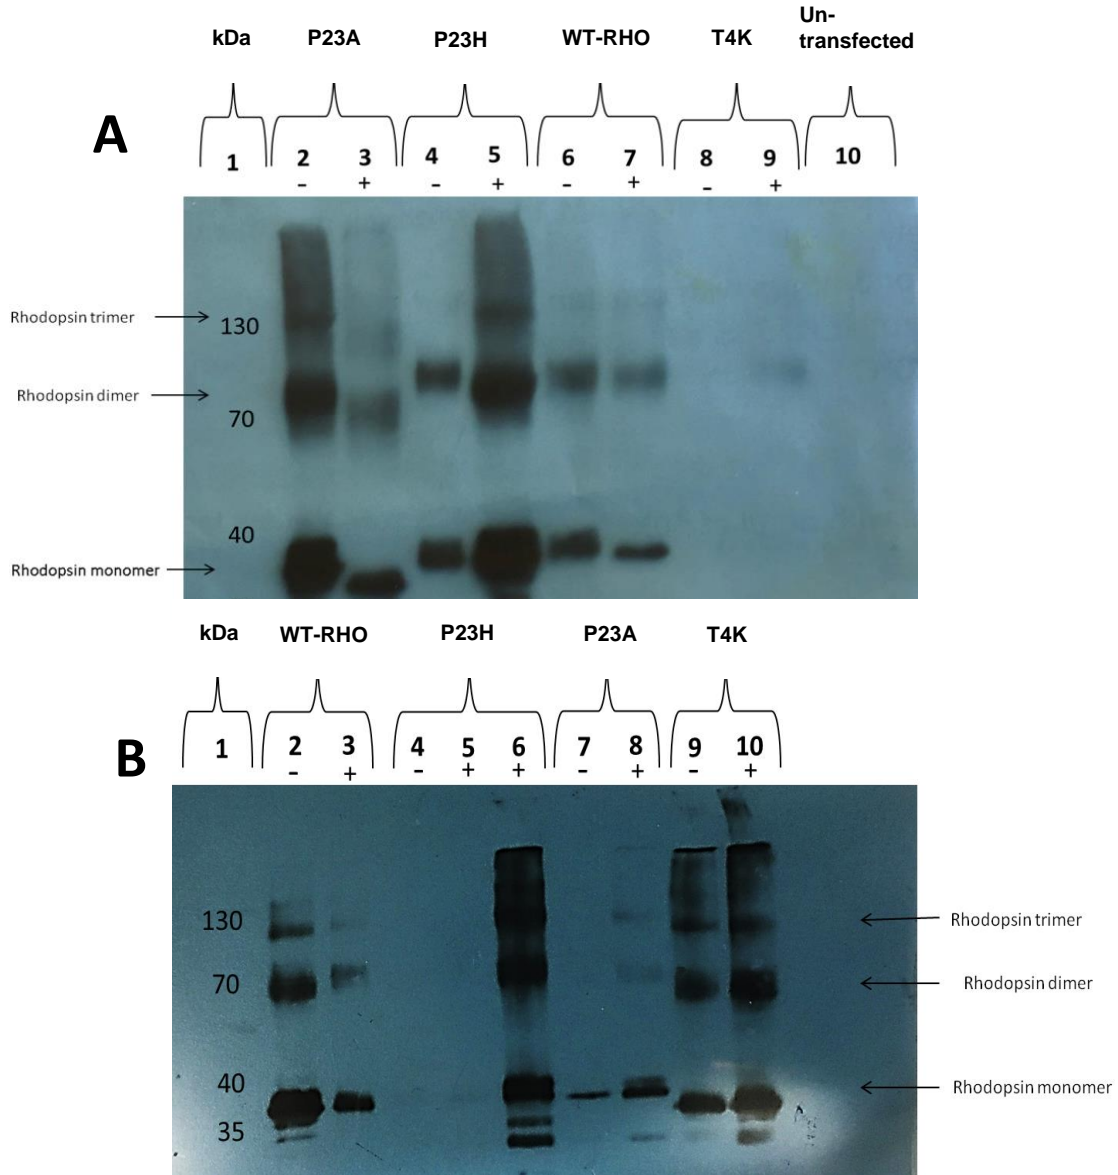 kDa P23A P23H WT-RHO T4K Un-
transfected
A
1 2 3 4 5 6 7 8 9 10
- + - + - + - +
Rhodopsin trimer
130
Rhodopsin dimer
70
40
Rhodopsin monomer
kDa WT-RHO P23H P23A T4K
B
1 2 3 4 5 6 7 8 9 10
- + - + + - + - +
130 Rhodopsin trimer
70 Rhodopsin dimer
40 Rhodopsin monomer
35